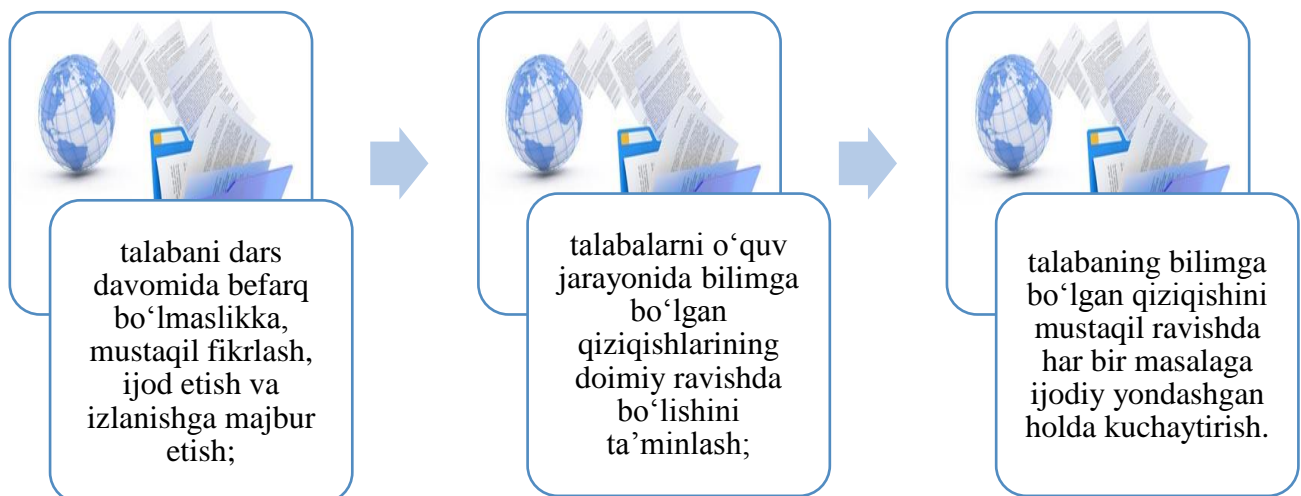 talabani dars
davomida befarq
bo‘lmaslikka,
mustaqil fikrlash,
ijod etish va
izlanishga majbur
etish;
talabalarni o‘quv
jarayonida bilimga
bo‘lgan
qiziqishlarining
doimiy ravishda
bo‘lishini
ta’minlash;
talabaning bilimga
bo‘lgan qiziqishini
mustaqil ravishda
har bir masalaga
ijodiy yondashgan
holda kuchaytirish.